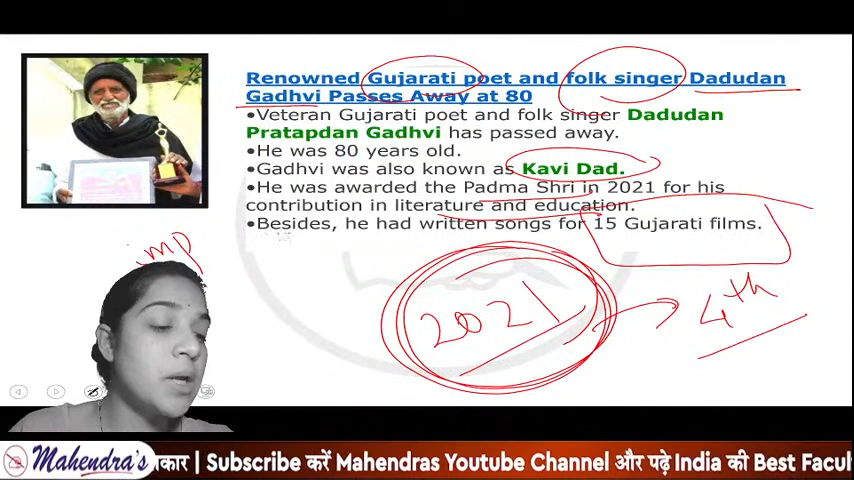 Renowned Gujarati poet and folk singer Dadudan
Gadhvi Passes Away at 80
•Veteran Gujarati poet and folk singer Dadudan
Pratapdan Gadhvi has passed away.
•He was 80 years old.
•Gadhvi was also known as Kavi Dad.
•He was awarded the Padma Shri in 2021 for his
contribution in literature and education.
•Besides, he had written songs for 15 Gujarati films.
imp
2021
4th
Mahendra's
कार | Subscribe करें Mahendras Youtube Channel और पढ़े India की Best Facul